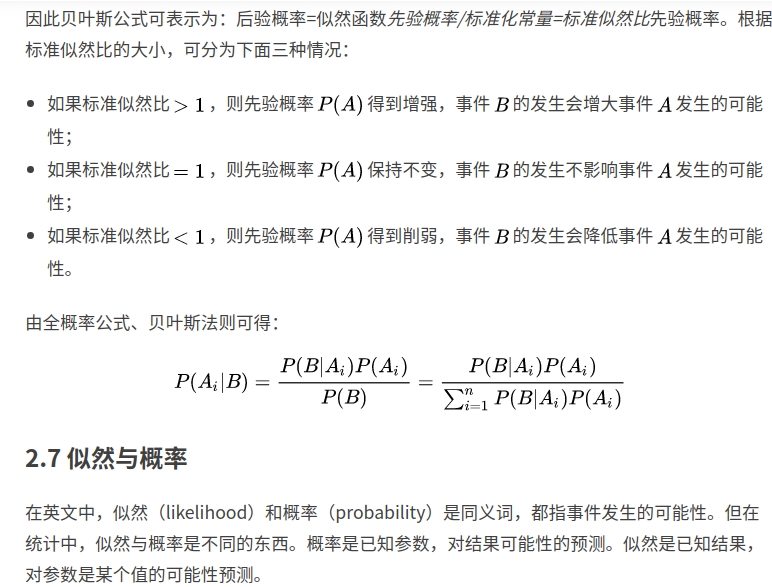 因此贝叶斯公式可表示为：后验概率=似然函数先验概率/标准化常量=标准似然比先验概率。根据
标准似然比的大小，可分为下面三种情况：
• 如果标准似然比 > 1，则先验概率 P(A) 得到增强，事件 B 的发生会增大事件 A 发生的可能
性；
• 如果标准似然比 = 1，则先验概率 P(A) 保持不变，事件 B 的发生不影响事件 A 发生的可能
性；
• 如果标准似然比 < 1，则先验概率 P(A) 得到削弱，事件 B 的发生会降低事件 A 发生的可能
性。
由全概率公式、贝叶斯法则可得：
P(A_i|B) = \frac{P(B|A_i)P(A_i)}{P(B)} = \frac{P(B|A_i)P(A_i)}{\sum_{i=1}^{n} P(B|A_i)P(A_i)}
2.7 似然与概率
在英文中，似然（likelihood）和概率（probability）是同义词，都指事件发生的可能性。但在
统计中，似然与概率是不同的东西。概率是已知参数，对结果可能性的预测。似然是已知结果，
对参数是某个值的可能性预测。